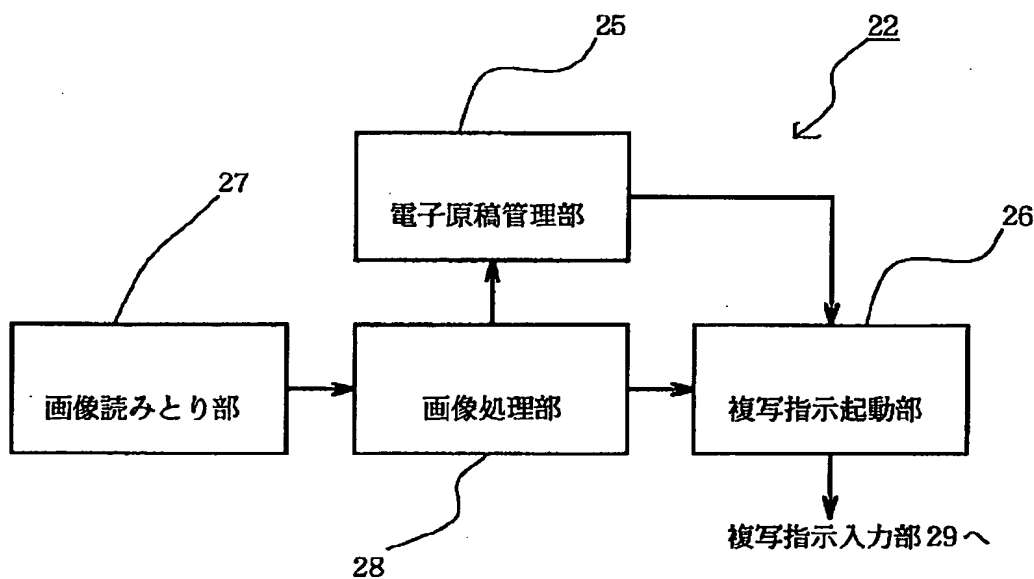 25
22
27
電子原稿管理部
26
画像読みとり部
画像処理部
複写指示起動部
28
複写指示入力部29へ